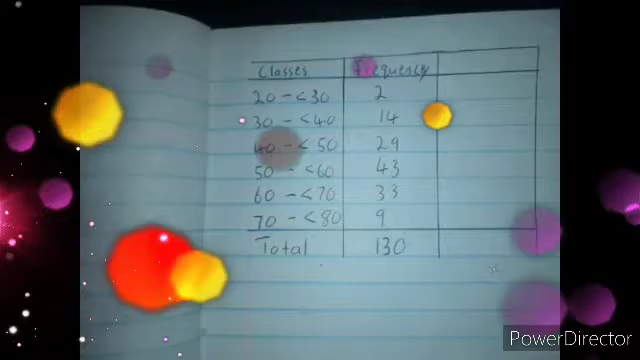 Classes Frequency
20 - <30 2
30 - <40 14
40 - <50 29
50 - <60 43
60 - <70 33
70 - <80 9
Total 130
PowerDirector